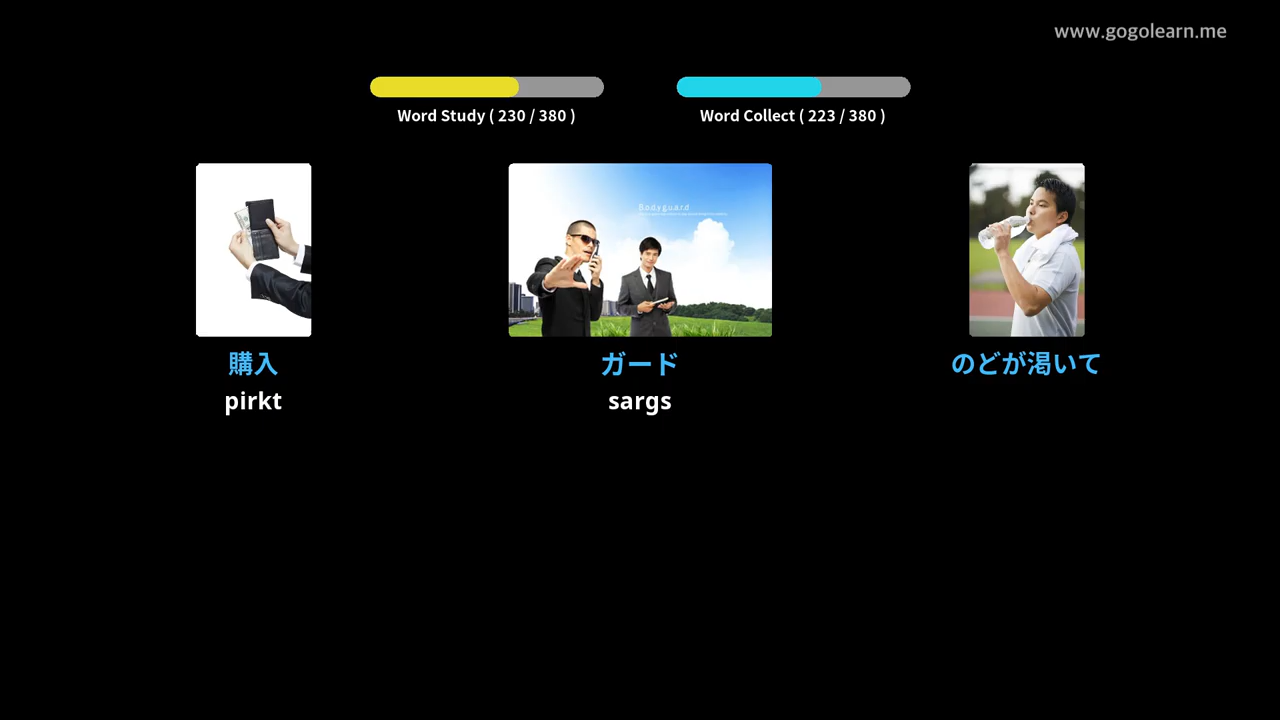 www.gogolearn.me
Word Study ( 230 / 380 )
Word Collect ( 223 / 380 )
Bodyguard
購入
ガード
のどが渇いて
pirkt
sargs